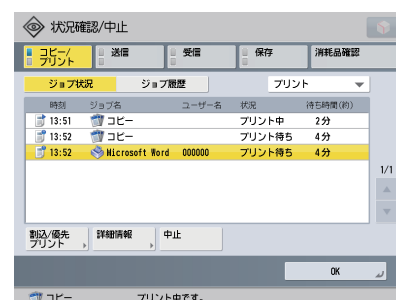 状況確認/中止
コピー/プリント 送信 受信 保存 消耗品確認
ジョブ状況 ジョブ履歴 プリント
時刻 ジョブ名 ユーザー名 状況 待ち時間(約)
13:51 コピー プリント中 2分
13:52 コピー プリント待ち 4分
13:52 Microsoft Word 000000 プリント待ち 4分
1/1
割込/優先プリント 詳細情報 中止
OK
コピー プリント中です。